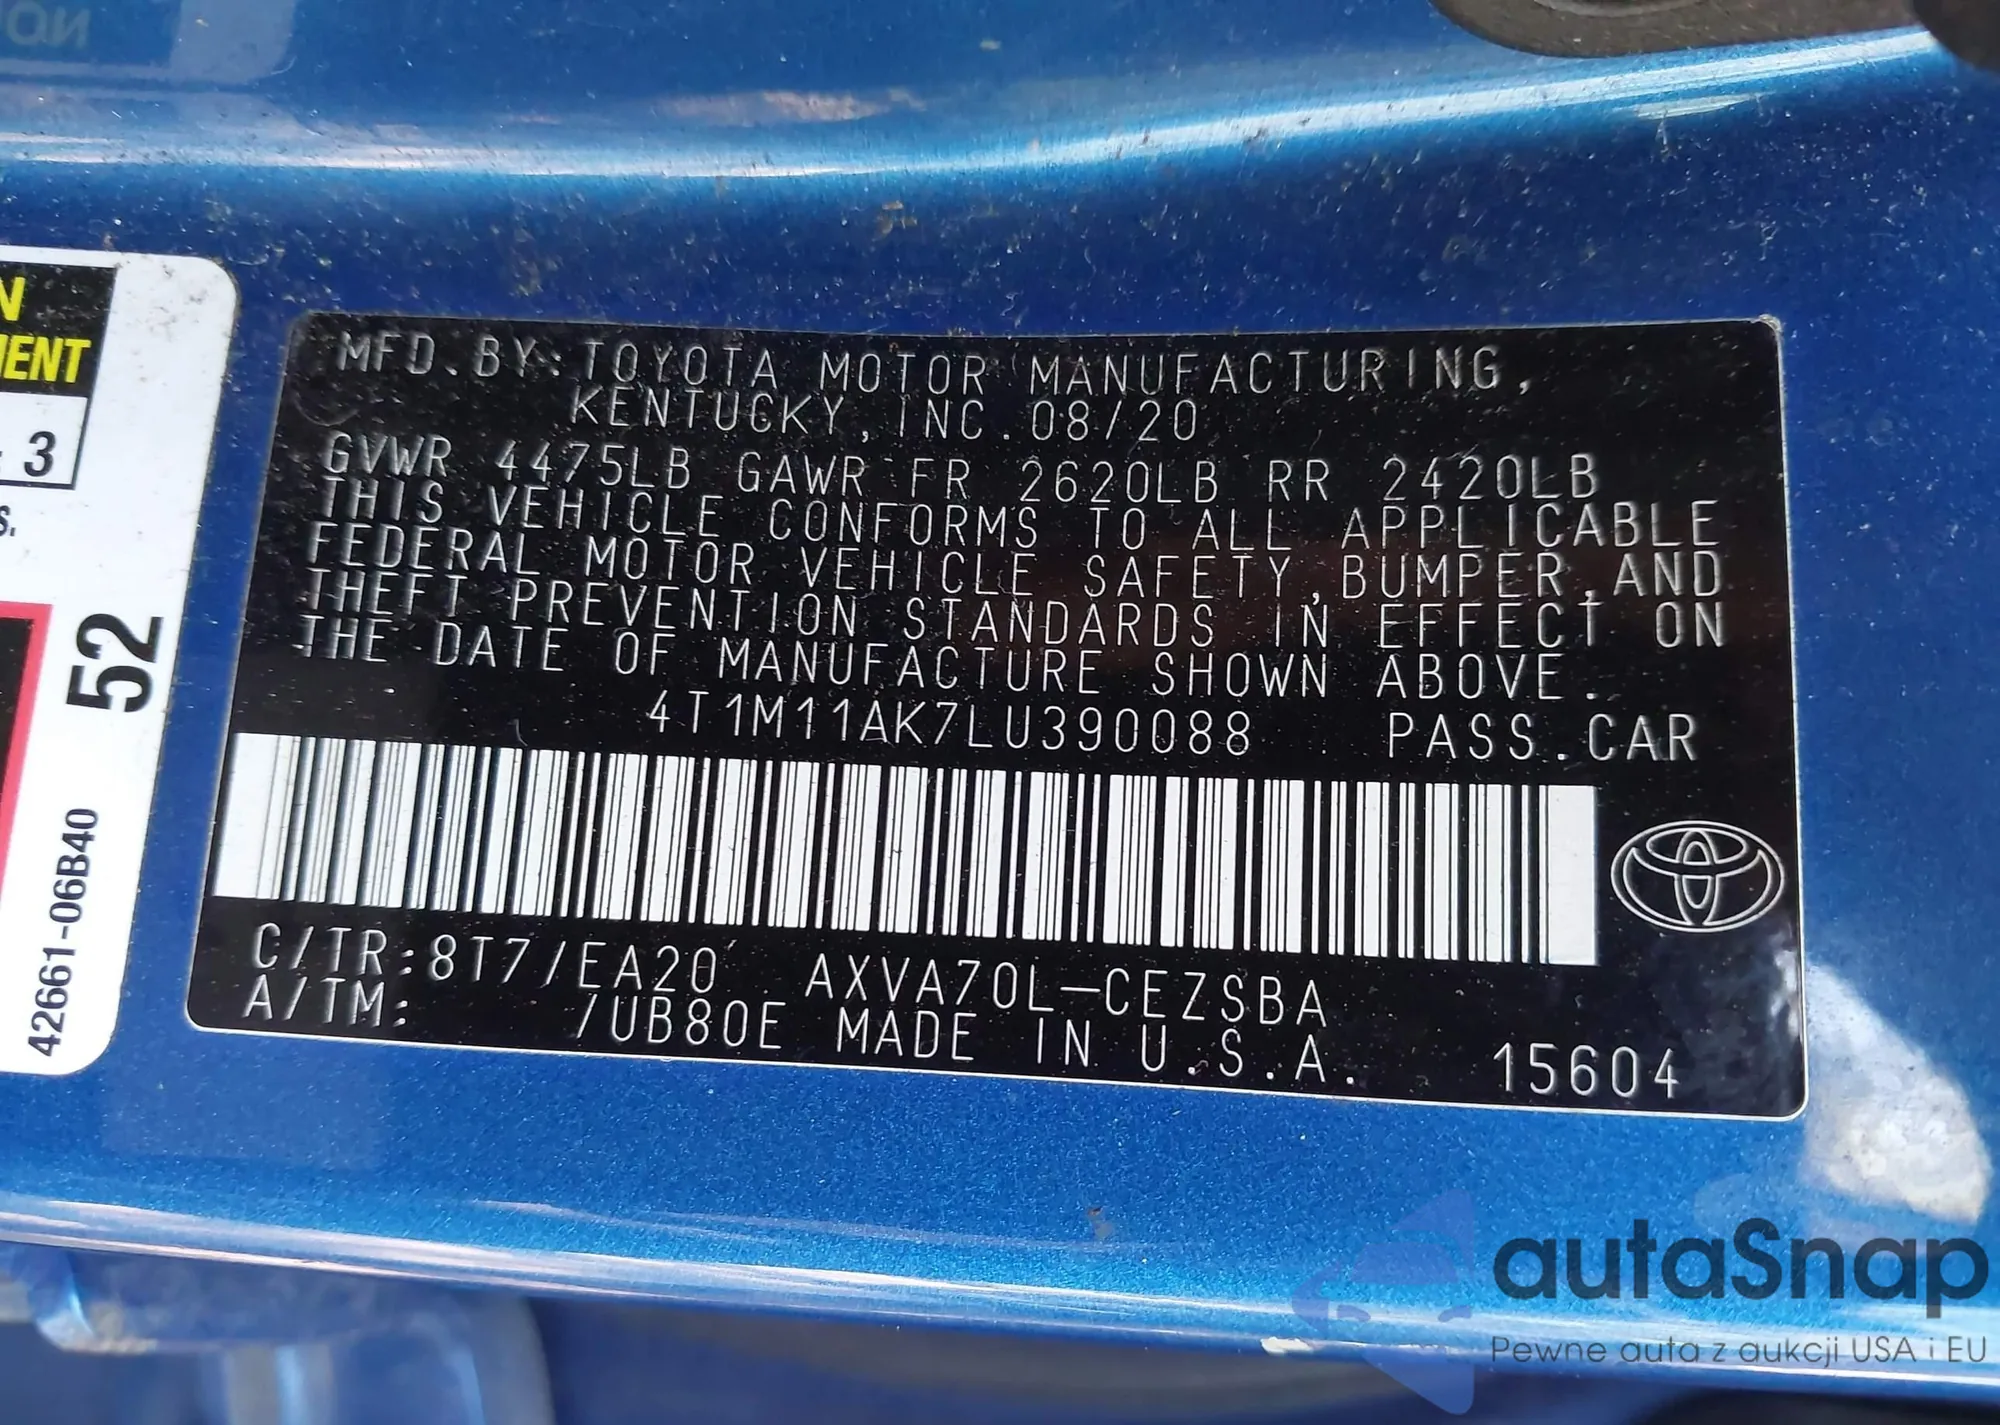 N
MENT
3
S.
52
42661-06B40
MFD.BY:TOYOTA MOTOR MANUFACTURING,
KENTUCKY,INC.08/20
GVWR 4475LB GAWR FR 2620LB RR 2420LB
THIS VEHICLE CONFORMS TO ALL APPLICABLE
FEDERAL MOTOR VEHICLE SAFETY,BUMPER,AND
THEFT PREVENTION STANDARDS IN EFFECT ON
THE DATE OF MANUFACTURE SHOWN ABOVE.
4T1M11AK7LU390088 PASS.CAR
C/TR:8T7/EA20 AXVA70L-CEZSBA
A/TM: /UB80E MADE IN U.S.A. 15604
autaSnap
Pewne auta z aukcji USA i EU